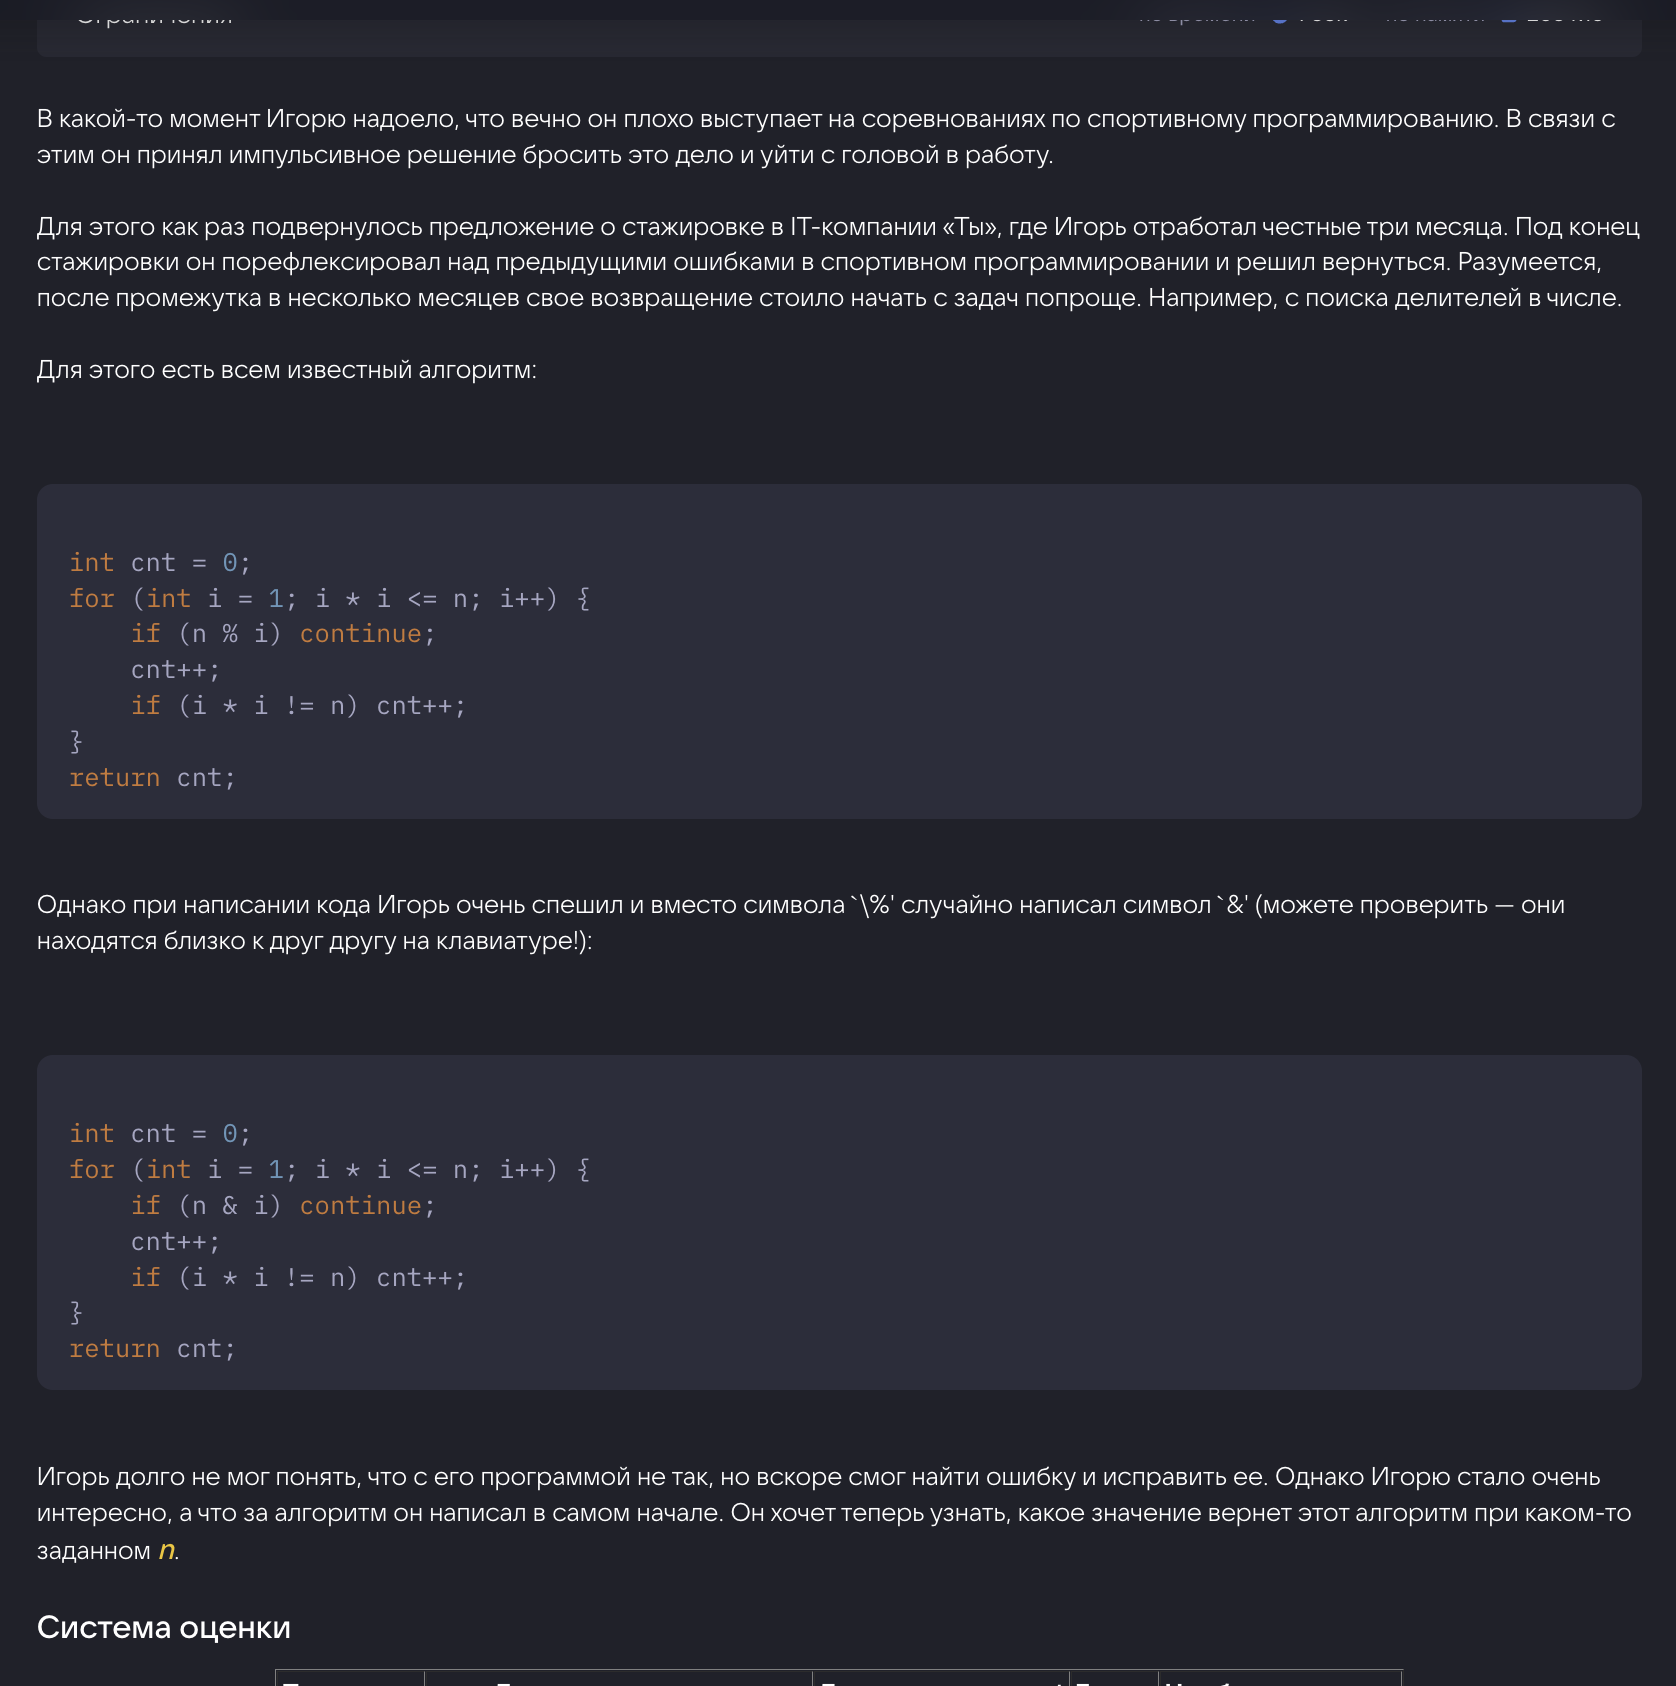 В какой-то момент Игорю надоело, что вечно он плохо выступает на соревнованиях по спортивному программированию. В связи с
этим он принял импульсивное решение бросить это дело и уйти с головой в работу.
Для этого как раз подвернулось предложение о стажировке в IT-компании «Ты», где Игорь отработал честные три месяца. Под конец
стажировки он порефлексировал над предыдущими ошибками в спортивном программировании и решил вернуться. Разумеется,
после промежутка в несколько месяцев свое возвращение стоило начать с задач попроще. Например, с поиска делителей в числе.
Для этого есть всем известный алгоритм:
int cnt = 0;
for (int i = 1; i * i <= n; i++) {
    if (n % i) continue;
    cnt++;
    if (i * i != n) cnt++;
}
return cnt;
Однако при написании кода Игорь очень спешил и вместо символа `\%' случайно написал символ `&' (можете проверить — они
находятся близко к друг другу на клавиатуре!):
int cnt = 0;
for (int i = 1; i * i <= n; i++) {
    if (n & i) continue;
    cnt++;
    if (i * i != n) cnt++;
}
return cnt;
Игорь долго не мог понять, что с его программой не так, но вскоре смог найти ошибку и исправить ее. Однако Игорю стало очень
интересно, а что за алгоритм он написал в самом начале. Он хочет теперь узнать, какое значение вернет этот алгоритм при каком-то
заданном n.
Система оценки